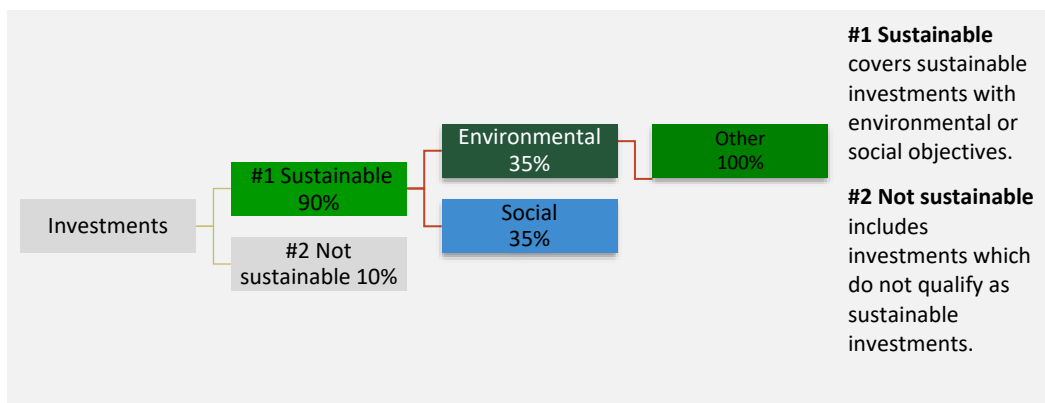 Investments
#1 Sustainable
90%
#2 Not
sustainable 10%
Environmental
35%
Social
35%
Other
100%
#1 Sustainable
covers sustainable
investments with
environmental or
social objectives.
#2 Not sustainable
includes
investments which
do not qualify as
sustainable
investments.